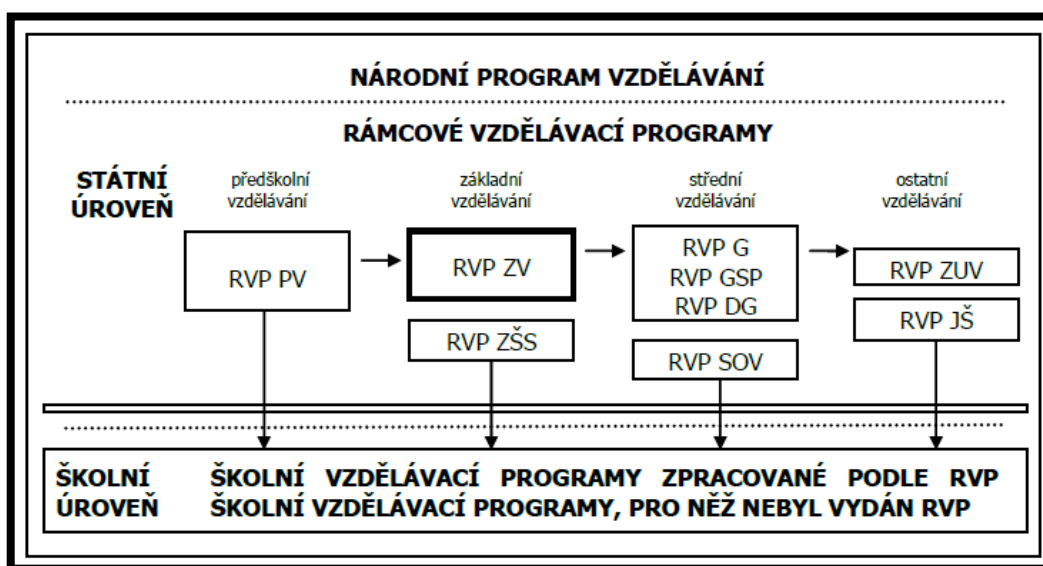 NÁRODNÍ PROGRAM VZDĚLÁVÁNÍ
RÁMCOVÉ VZDĚLÁVACÍ PROGRAMY
STÁTNÍ
ÚROVEŇ
předškolní
vzdělávání
základní
vzdělávání
střední
vzdělávání
ostatní
vzdělávání
RVP PV
RVP ZV
RVP ZŠS
RVP G
RVP GSP
RVP DG
RVP SOV
RVP ZUV
RVP JŠ
ŠKOLNÍ
ÚROVEŇ
ŠKOLNÍ VZDĚLÁVACÍ PROGRAMY ZPRACOVANÉ PODLE RVP
ŠKOLNÍ VZDĚLÁVACÍ PROGRAMY, PRO NĚŽ NEBYL VYDÁN RVP